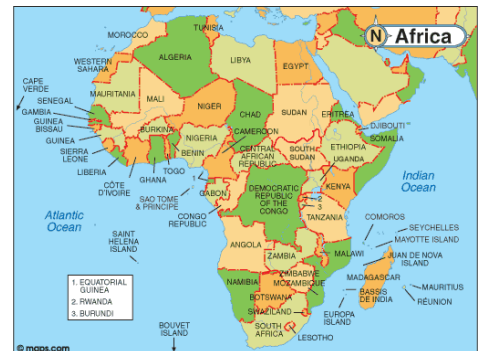 N Africa
TUNISIA
MOROCCO
ALGERIA
LIBYA
EGYPT
WESTERN
SAHARA
CAPE
VERDE
MAURITANIA
MALI
NIGER
CHAD
SUDAN
ERITREA
SENEGAL
GAMBIA
GUINEA
BISSAU
GUINEA
SIERRA
LEONE
LIBERIA
CÔTE
D'IVOIRE
BURKINA
GHANA
TOGO
BENIN
NIGERIA
CAMEROON
CENTRAL
AFRICAN
REPUBLIC
SOUTH
SUDAN
DJIBOUTI
SOMALIA
ETHIOPIA
UGANDA
KENYA
SAO TOME
& PRINCIPE
1
GABON
CONGO
REPUBLIC
DEMOCRATIC
REPUBLIC
OF THE
CONGO
2
3
TANZANIA
Indian
Ocean
Atlantic
Ocean
SAINT
HELENA
ISLAND
COMOROS
SEYCHELLES
MAYOTTE ISLAND
JUAN DE NOVA
ISLAND
ANGOLA
ZAMBIA
MALAWI
ZIMBABWE
MOZAMBIQUE
MADAGASCAR
MAURITIUS
RÉUNION
BASSIS
DE INDIA
EUROPA
ISLAND
NAMIBIA
BOTSWANA
SWAZILAND
SOUTH
AFRICA
LESOTHO
BOUVET
ISLAND
1. EQUATORIAL
GUINEA
2. RWANDA
3. BURUNDI
© maps.com